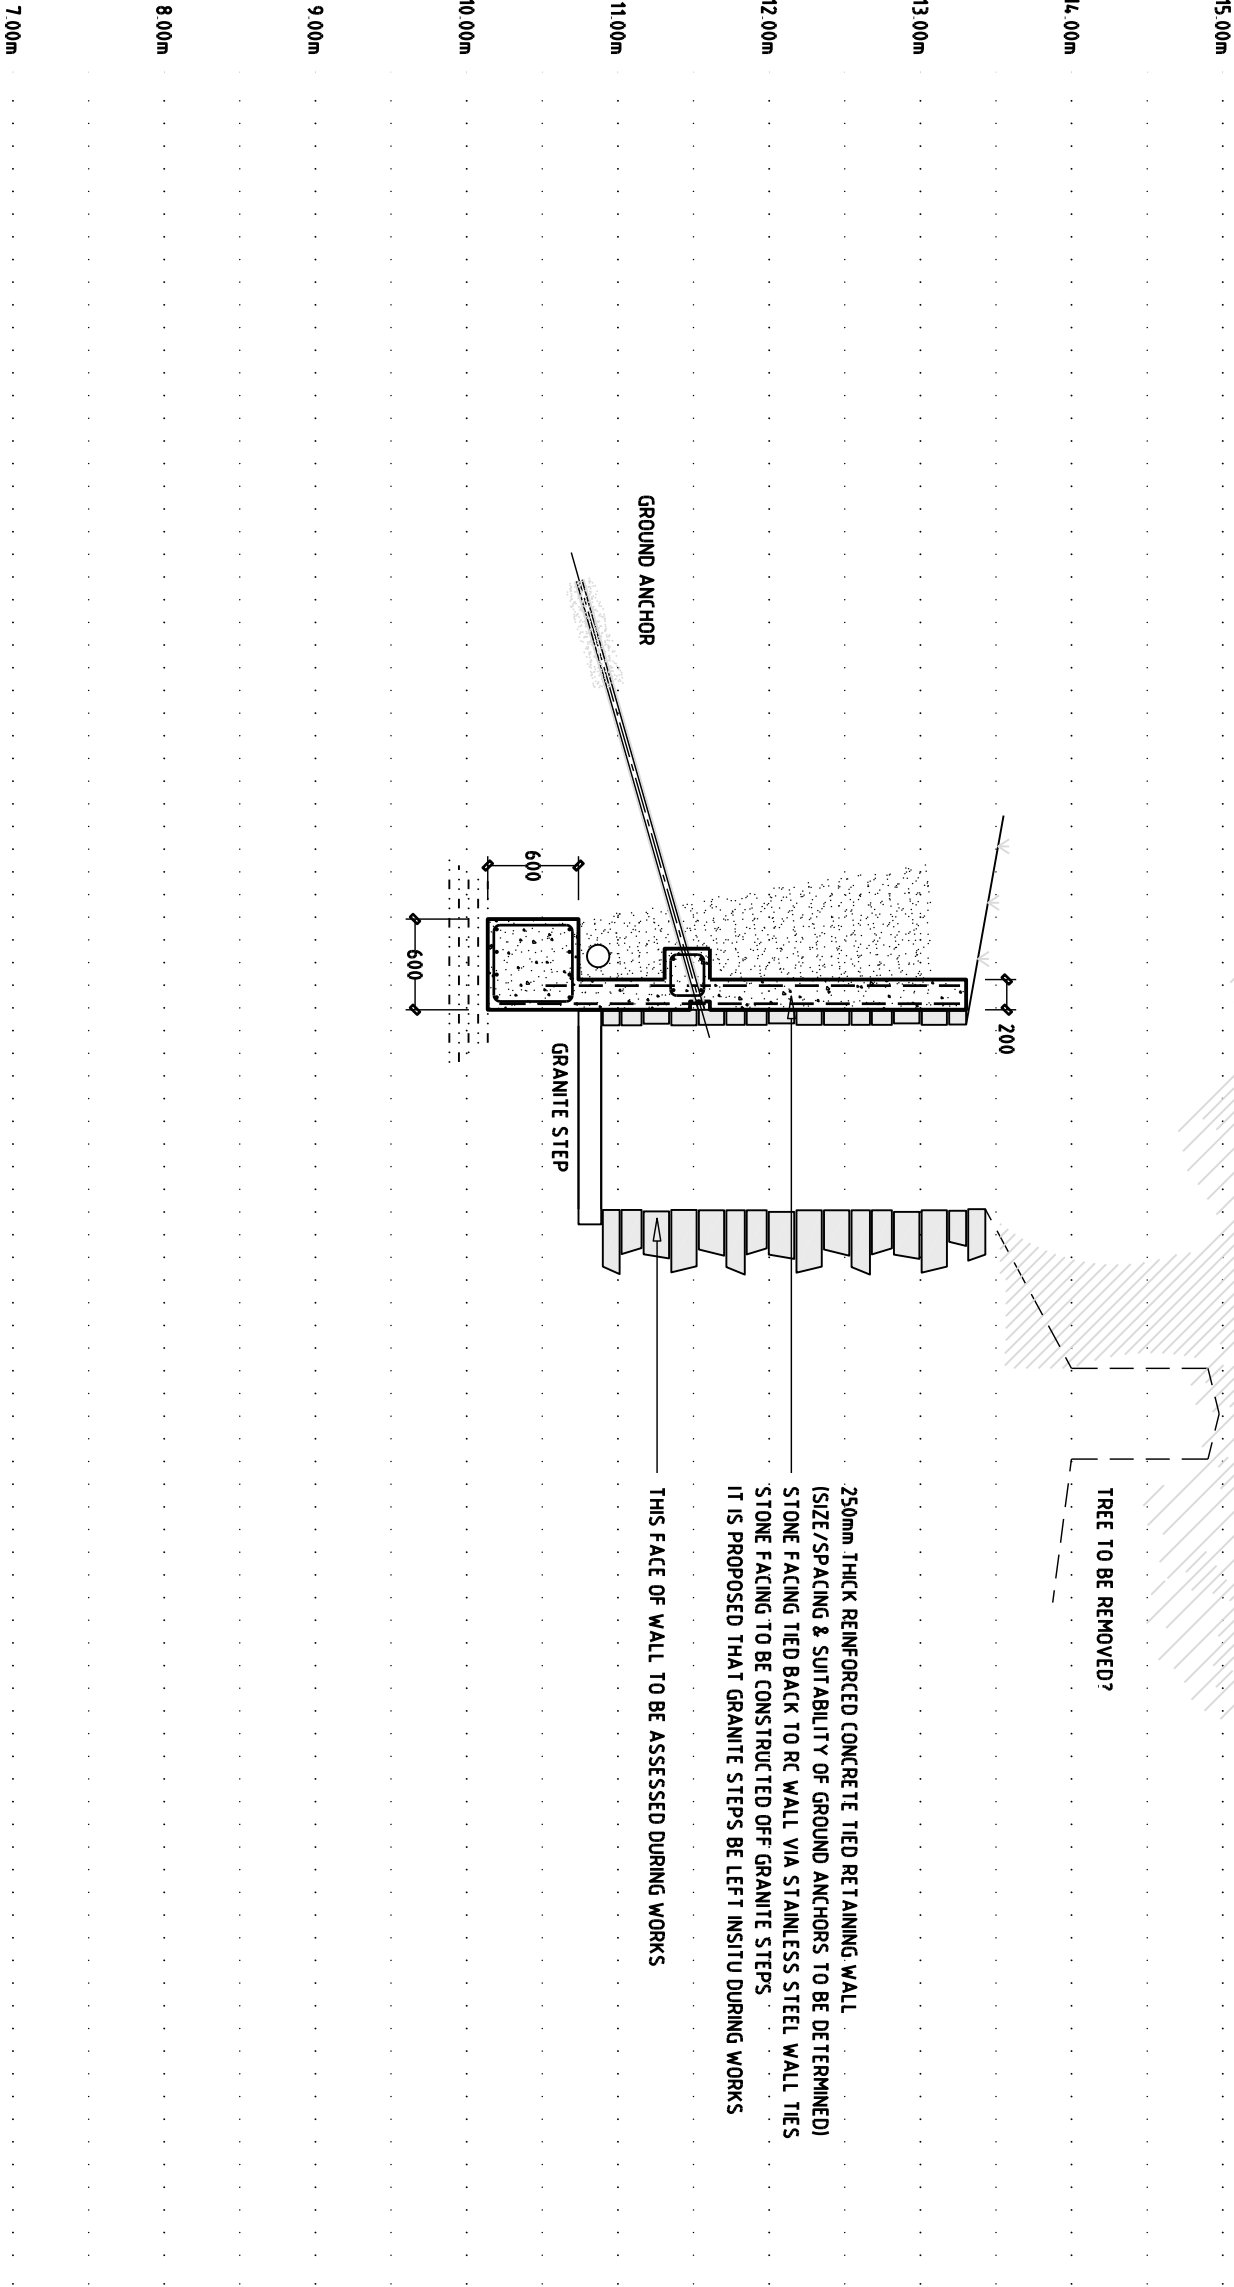 15.00m
14.00m
TREE TO BE REMOVED?
13.00m
200
250mm THICK REINFORCED CONCRETE TIED RETAINING WALL
(SIZE/SPACING & SUITABILITY OF GROUND ANCHORS TO BE DETERMINED)
STONE FACING TIED BACK TO RC WALL VIA STAINLESS STEEL WALL TIES
STONE FACING TO BE CONSTRUCTED OFF GRANITE STEPS
IT IS PROPOSED THAT GRANITE STEPS BE LEFT INSITU DURING WORKS
12.00m
GROUND ANCHOR
THIS FACE OF WALL TO BE ASSESSED DURING WORKS
11.00m
600
GRANITE STEP
10.00m
600
9.00m
8.00m
7.00m